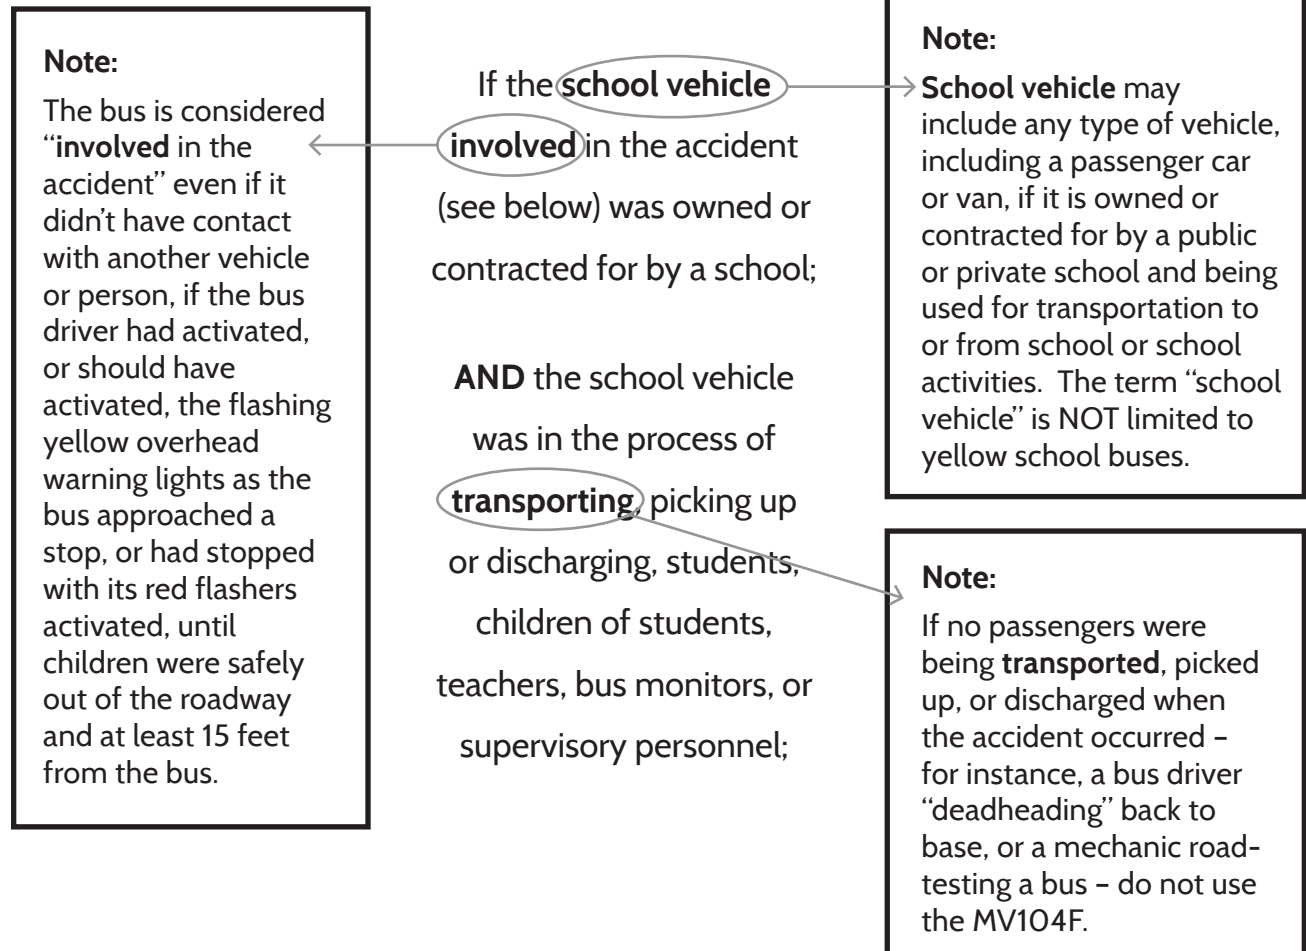 Note:
The bus is considered
“involved in the
accident” even if it
didn’t have contact
with another vehicle
or person, if the bus
driver had activated,
or should have
activated, the flashing
yellow overhead
warning lights as the
bus approached a
stop, or had stopped
with its red flashers
activated, until
children were safely
out of the roadway
and at least 15 feet
from the bus.
If the school vehicle
involved in the accident
(see below) was owned or
contracted for by a school;
AND the school vehicle
was in the process of
transporting, picking up
or discharging, students,
children of students,
teachers, bus monitors, or
supervisory personnel;
Note:
School vehicle may
include any type of vehicle,
including a passenger car
or van, if it is owned or
contracted for by a public
or private school and being
used for transportation to
or from school or school
activities. The term “school
vehicle” is NOT limited to
yellow school buses.
Note:
If no passengers were
being transported, picked
up, or discharged when
the accident occurred –
for instance, a bus driver
“deadheading” back to
base, or a mechanic road-
testing a bus – do not use
the MV104F.